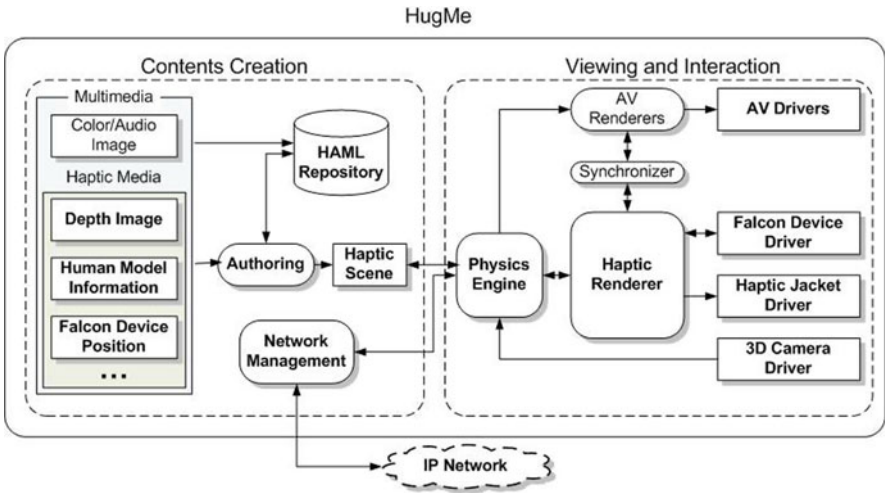 HugMe
Contents Creation
Viewing and Interaction
Multimedia
Color/Audio
Image
Haptic Media
Depth Image
Human Model
Information
Falcon Device
Position
...
HAML
Repository
Authoring
Haptic
Scene
Network
Management
IP Network
Physics
Engine
AV
Renderers
Synchronizer
Haptic
Renderer
AV Drivers
Falcon Device
Driver
Haptic Jacket
Driver
3D Camera
Driver